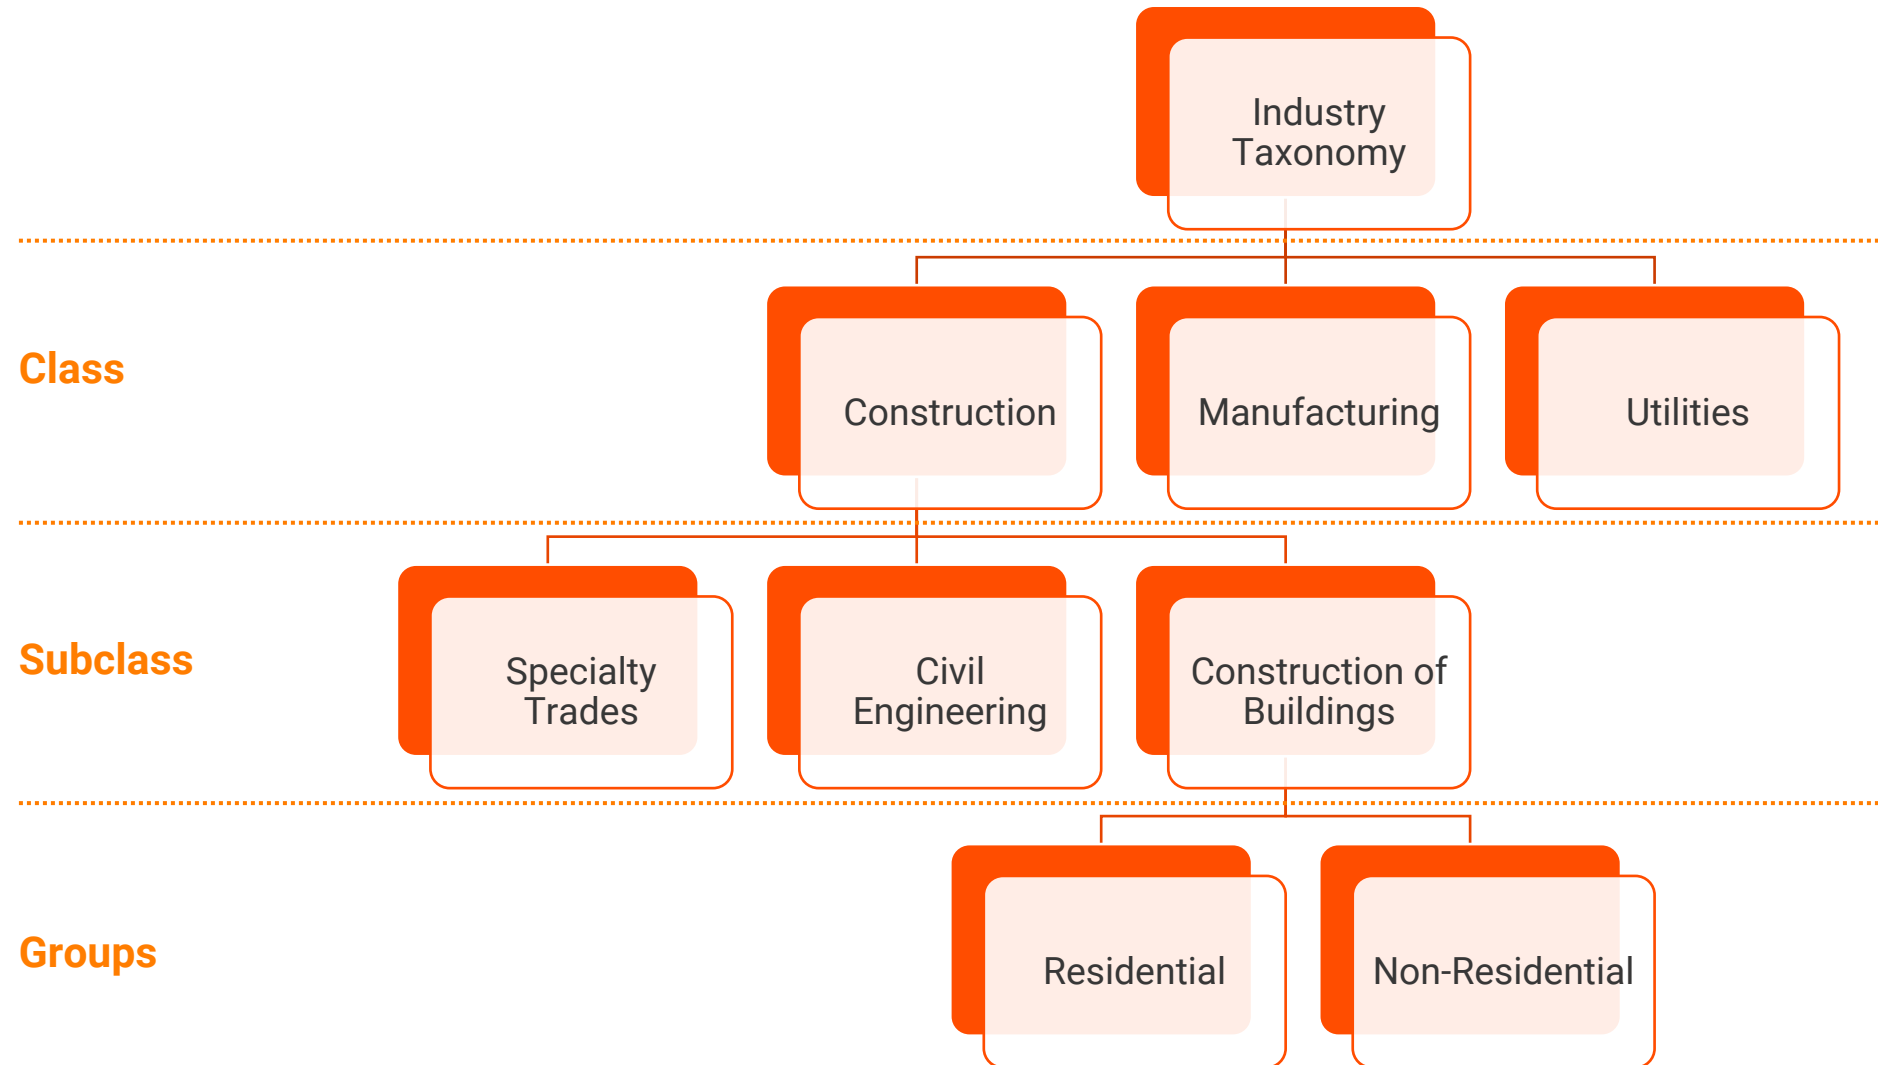 Industry
Taxonomy
Class
Construction
Manufacturing
Utilities
Subclass
Specialty
Trades
Civil
Engineering
Construction of
Buildings
Groups
Residential
Non-Residential